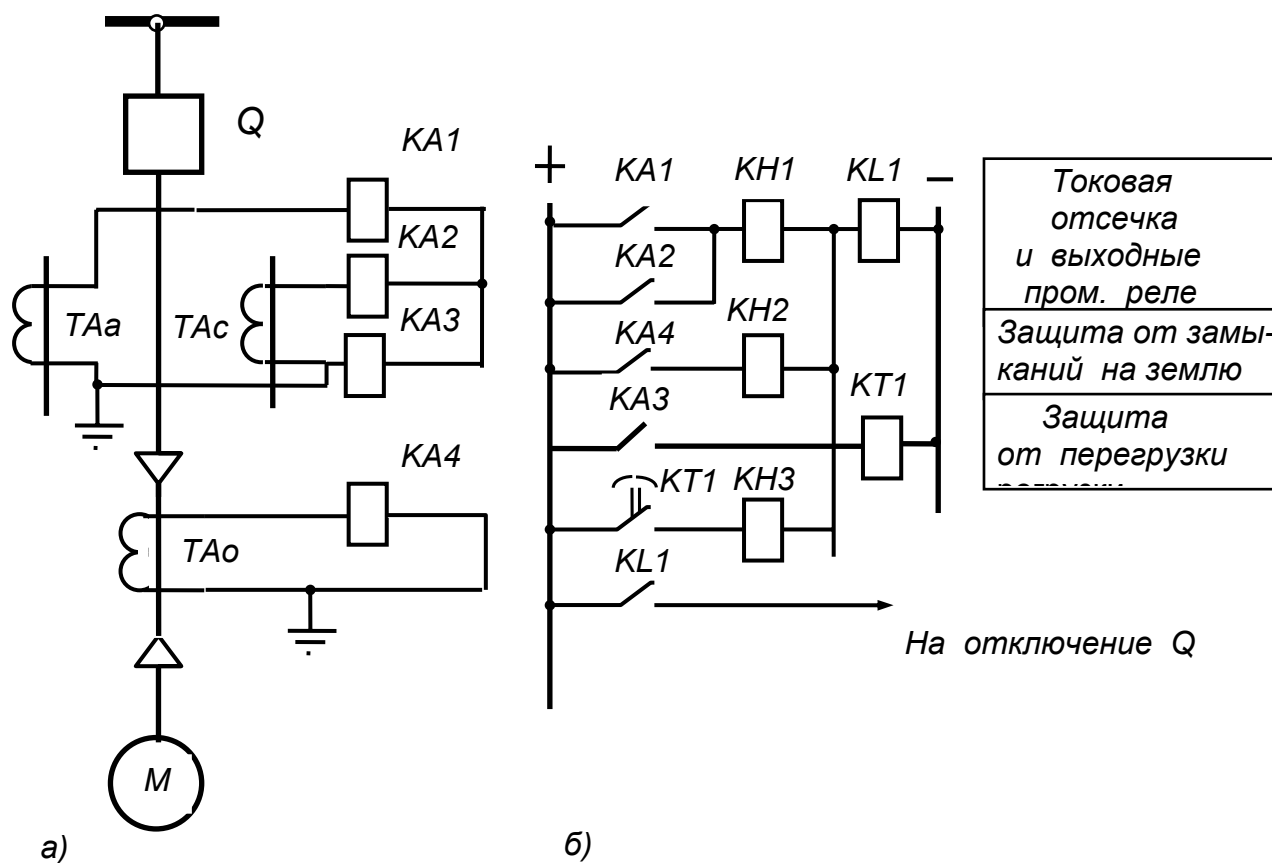 Q
KA1
KA2
KA3
TAa
TAc
KA4
TAo
M
а)
+
KA1
KH1
KL1
−
KA2
KA4
KH2
KA3
KT1
KT1
KH3
KL1
На отключение Q
б)
Токовая
отсечка
и выходные
пром. реле
Защита от замы-
каний на землю
Защита
от перегрузки